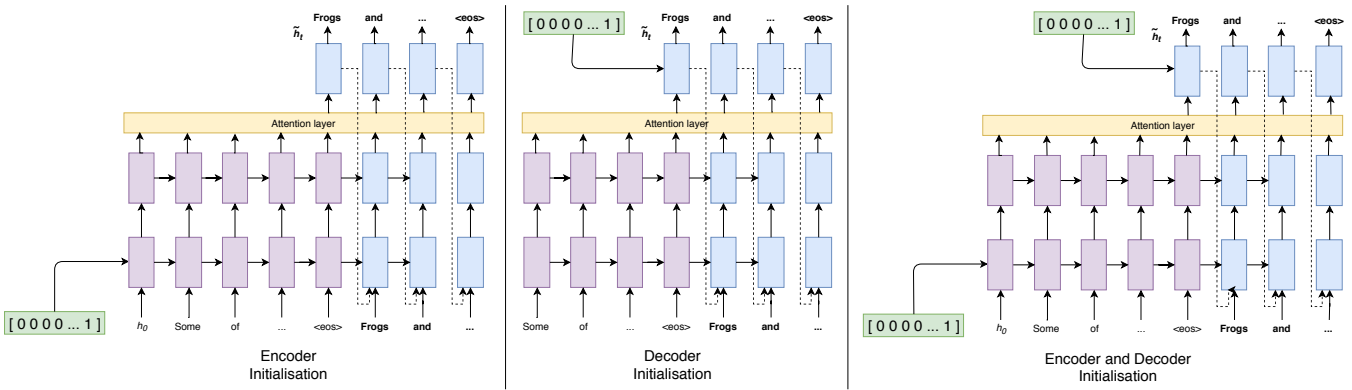 Frogs and ... <eos>
h̃t
Attention layer
[ 0 0 0 0 ... 1 ]
h0 Some of ... <eos> Frogs and ...
Encoder
Initialisation
[ 0 0 0 0 ... 1 ]
Frogs and ... <eos>
h̃t
Attention layer
Some of ... <eos> Frogs and ...
Decoder
Initialisation
[ 0 0 0 0 ... 1 ]
Frogs and ... <eos>
h̃t
Attention layer
[ 0 0 0 0 ... 1 ]
h0 Some of ... <eos> Frogs and ...
Encoder and Decoder
Initialisation